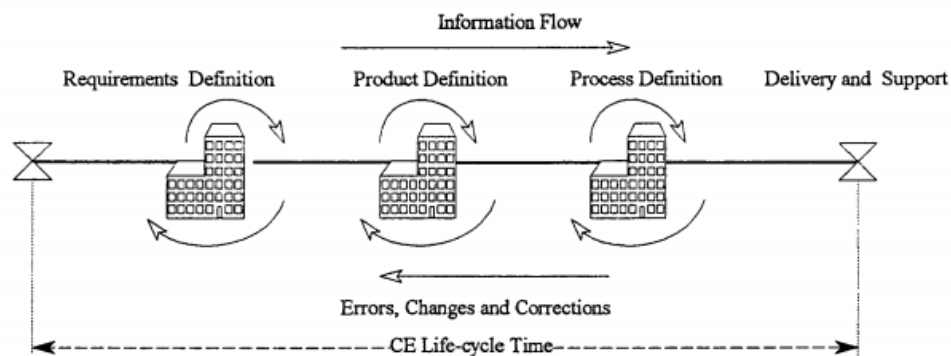 Information Flow
Requirements Definition
Product Definition
Process Definition
Delivery and Support
Errors, Changes and Corrections
CE Life-cycle Time